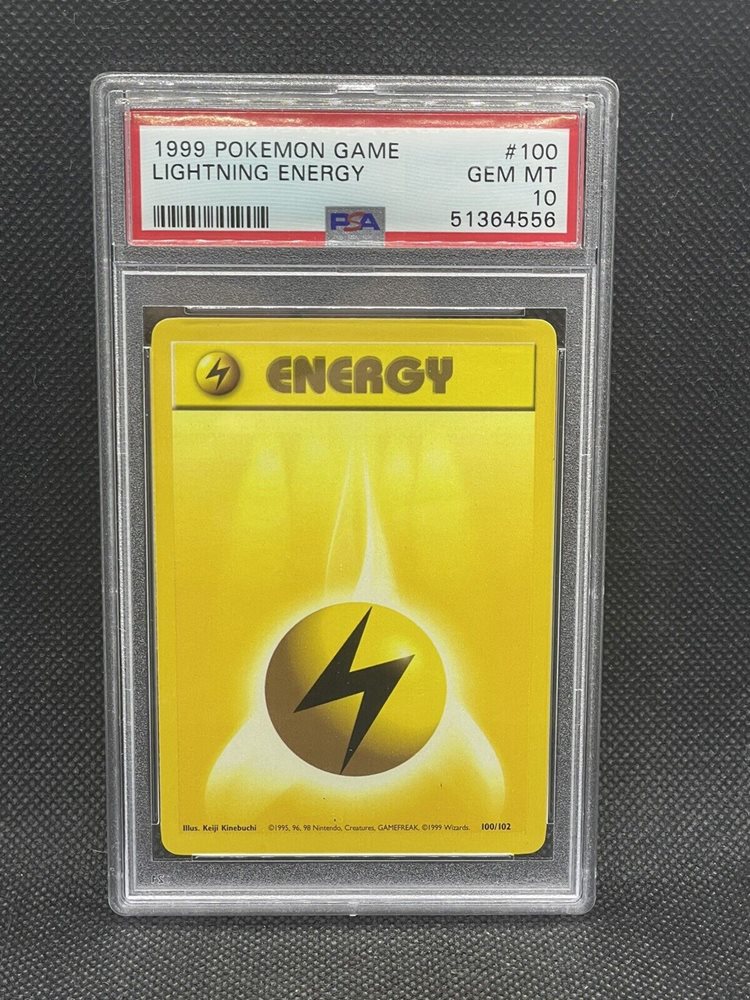 1999 POKEMON GAME #100
LIGHTNING ENERGY GEM MT
10
PSA 51364556
ENERGY
Illus. Keiji Kinebuchi ©1995, 96, 98 Nintendo, Creatures, GAMEFREAK, ©1999 Wizards. 100/102